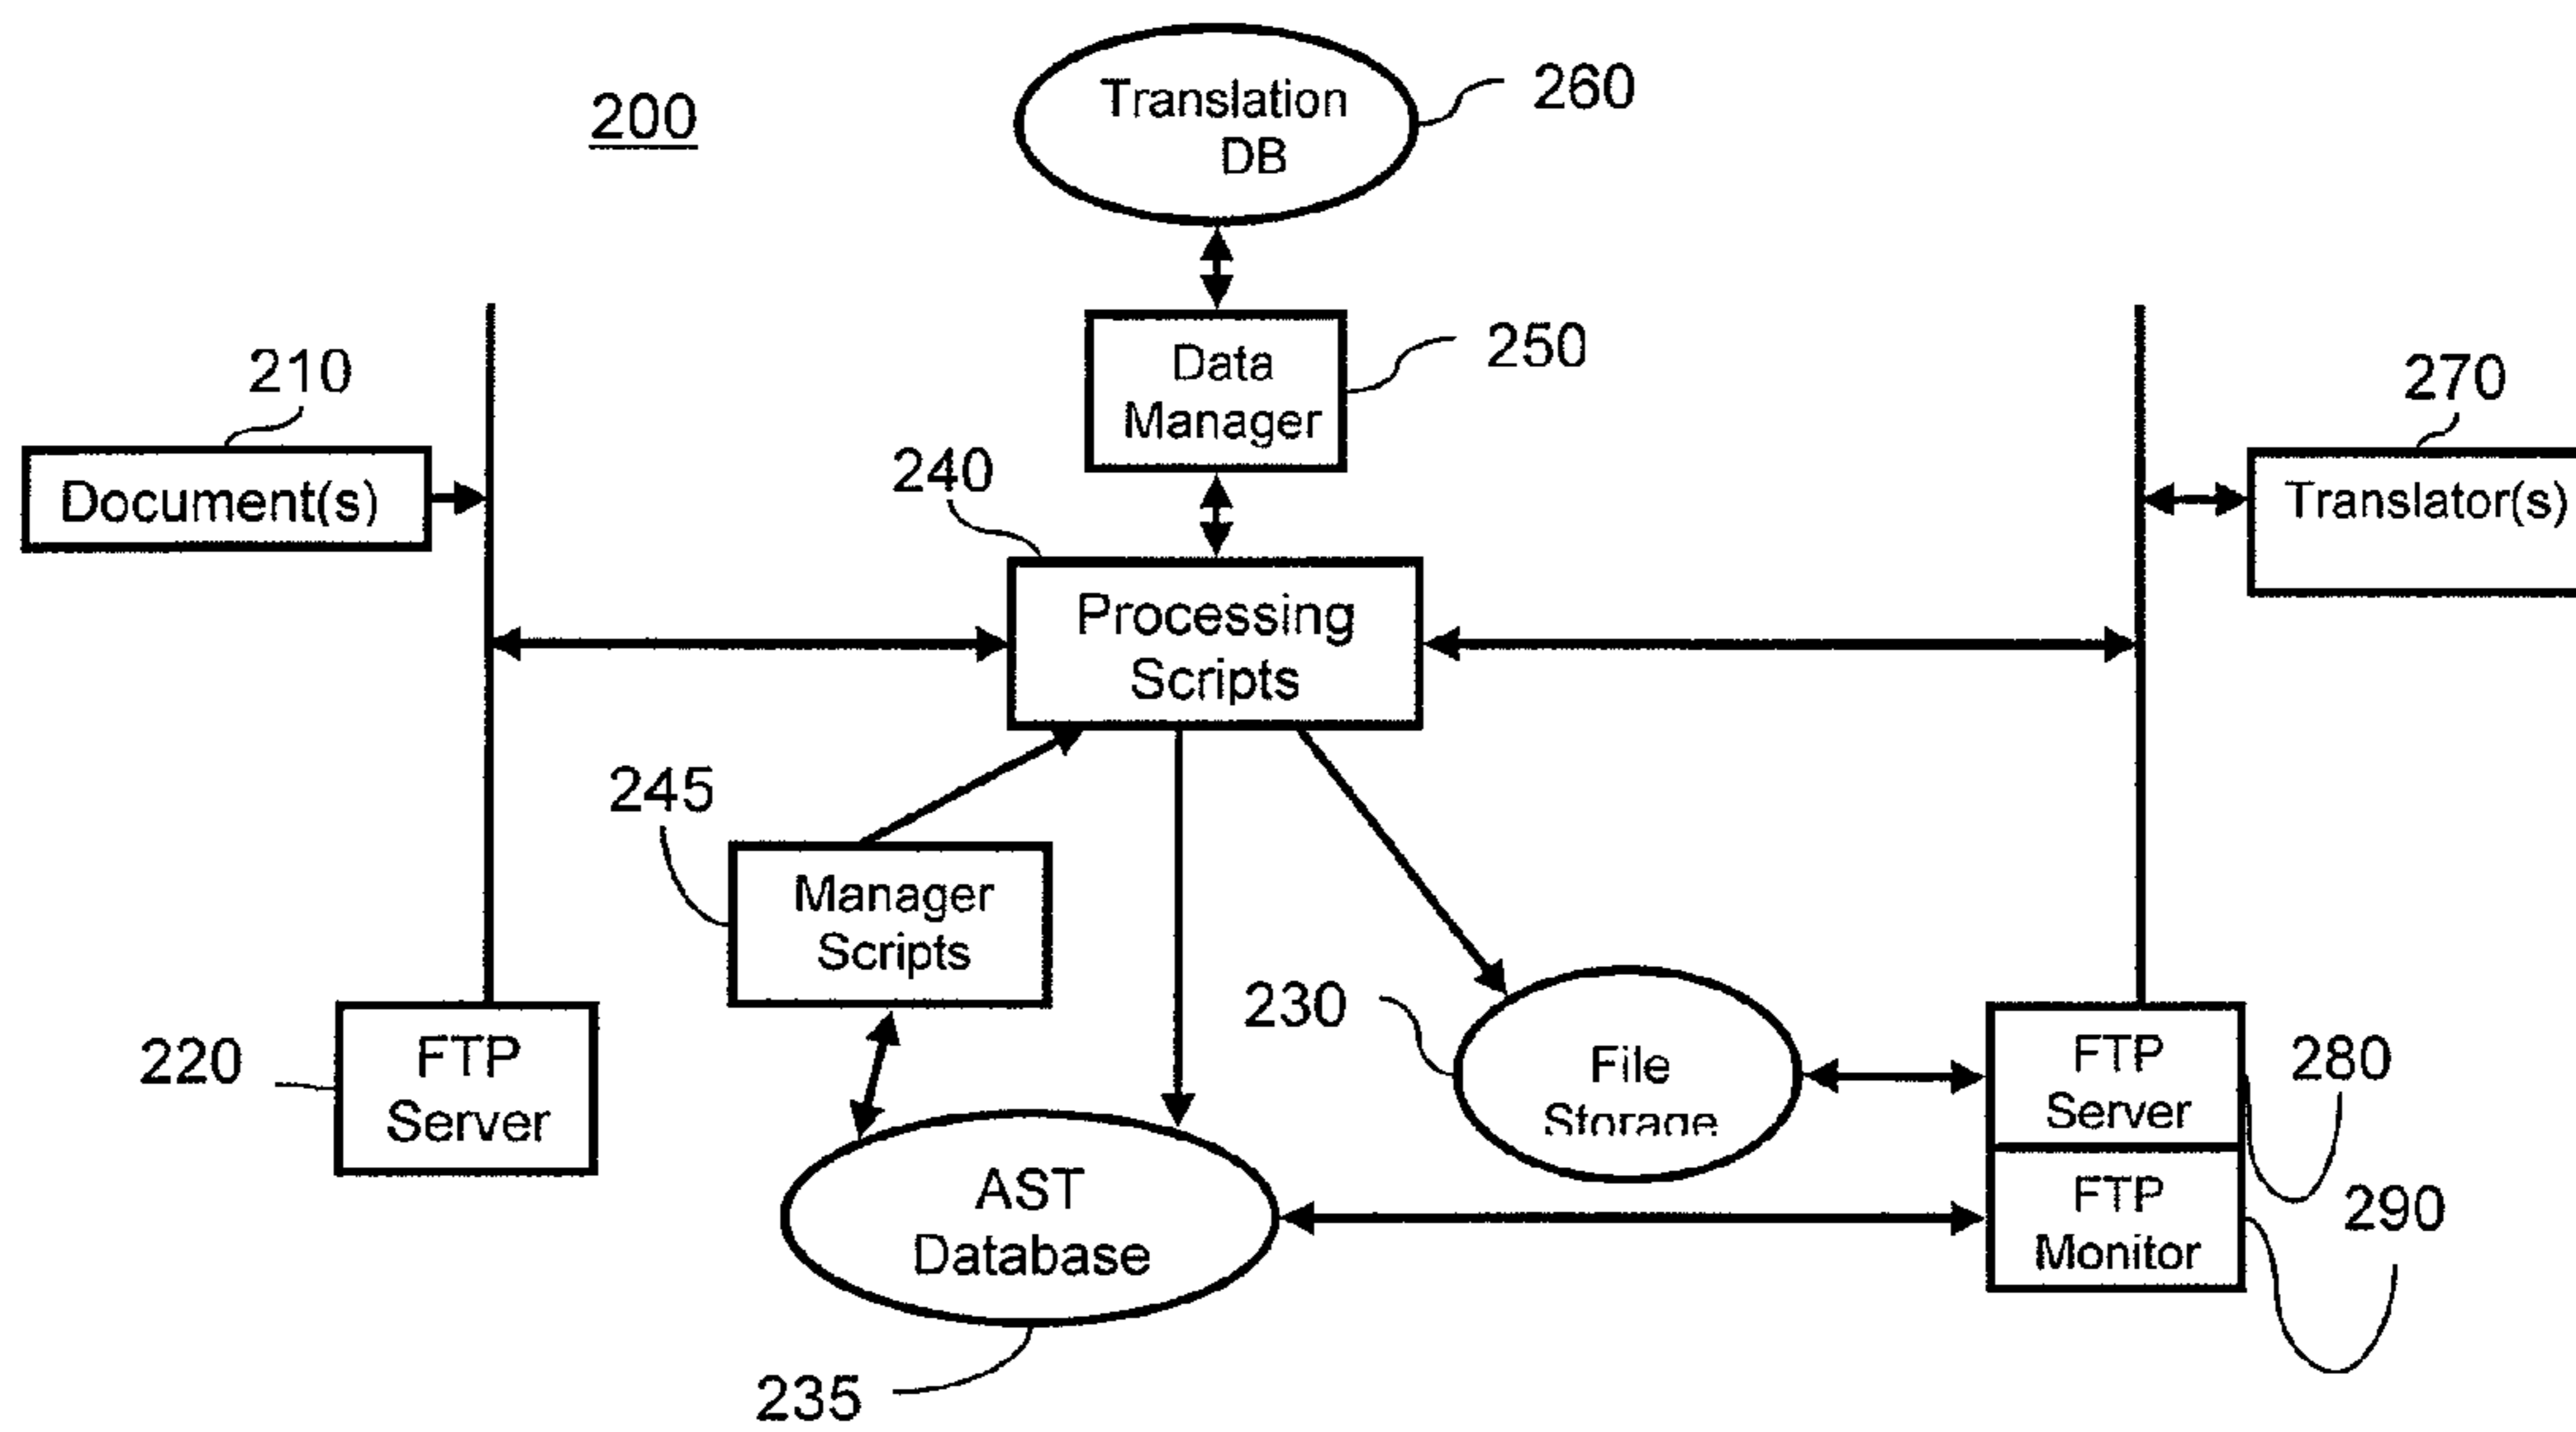 200
Translation
DB
260
210
Document(s)
Data
Manager
250
270
Translator(s)
240
Processing
Scripts
245
Manager
Scripts
220
FTP
Server
230
File
Storage
FTP
Server
280
FTP
Monitor
290
AST
Database
235